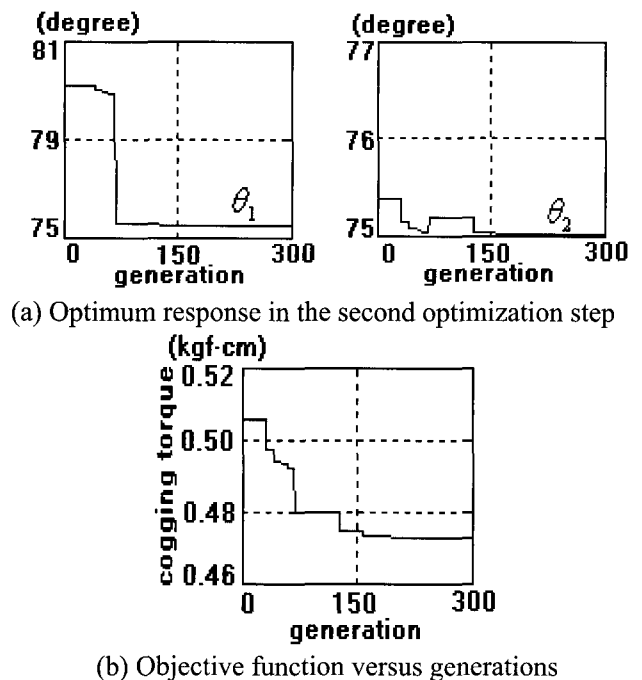 (degree)
81
79
75
θ1
0 150 300
generation
(degree)
77
76
75
θ2
0 150 300
generation
(a) Optimum response in the second optimization step
(kgf-cm)
cogging torque
0.52
0.50
0.48
0.46
0 150 300
generation
(b) Objective function versus generations